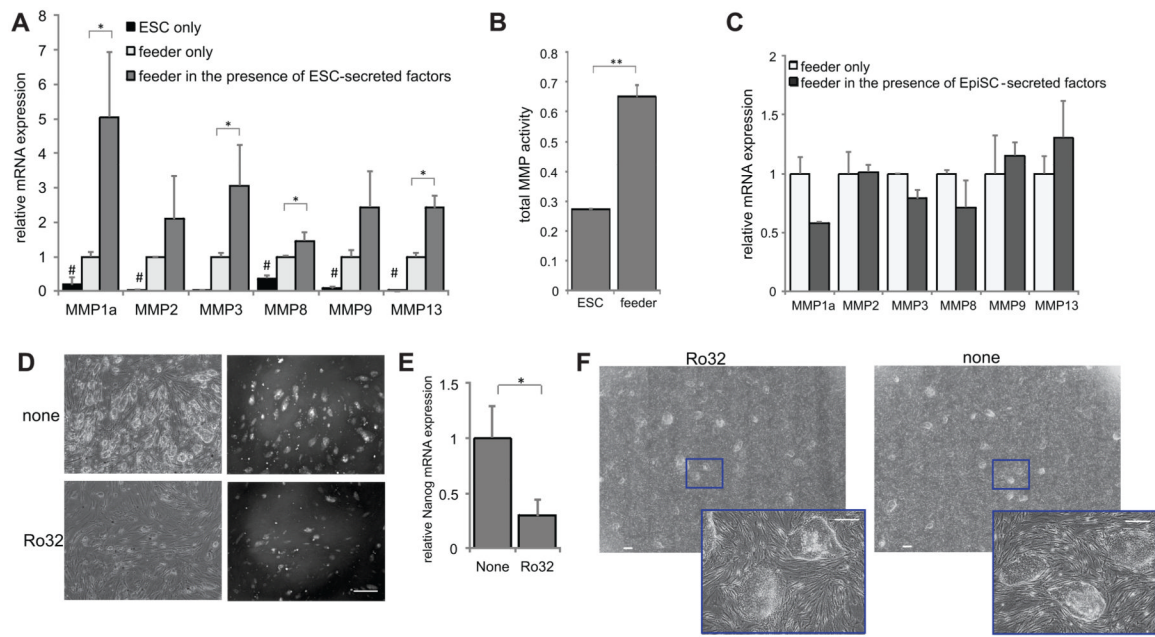 A
relative mRNA expression
8
7
6
5
4
3
2
1
0
ESC only
feeder only
feeder in the presence of ESC-secreted factors
*
*
*
*
#
#
#
#
#
MMP1a MMP2 MMP3 MMP8 MMP9 MMP13
B
total MMP activity
0.8
0.7
0.6
0.5
0.4
0.3
0.2
0.1
0
**
ESC feeder
C
relative mRNA expression
2
1.5
1
0.5
0
feeder only
feeder in the presence of EpiSC-secreted factors
MMP1a MMP2 MMP3 MMP8 MMP9 MMP13
D
none
Ro32
E
relative Nanog mRNA expression
1.5
1
0.5
0
*
None Ro32
F
Ro32
none